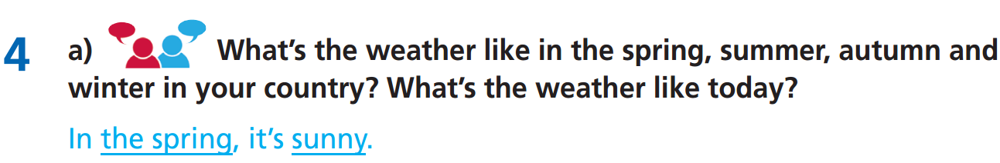 4 a) What's the weather like in the spring, summer, autumn and
winter in your country? What's the weather like today?
In the spring, it's sunny.